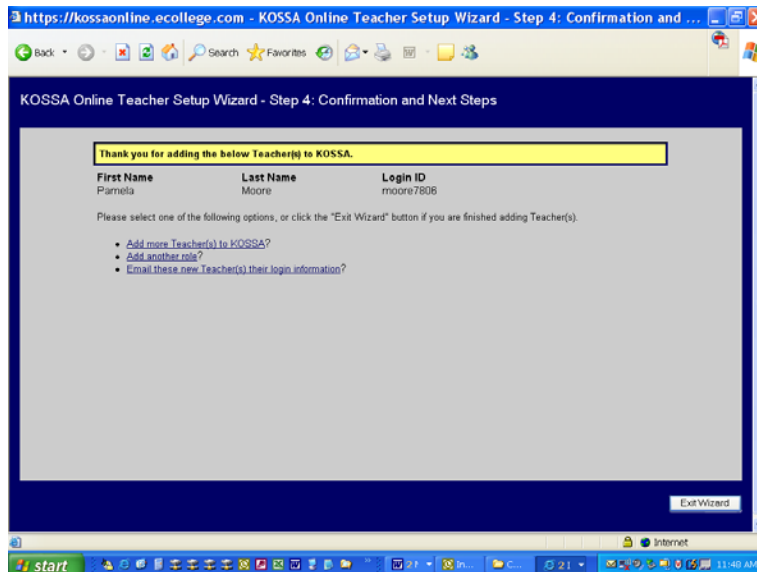 https://kossaonline.ecollege.com - KOSSA Online Teacher Setup Wizard - Step 4: Confirmation and ...
Back
Search
Favorites
KOSSA Online Teacher Setup Wizard - Step 4: Confirmation and Next Steps
Thank you for adding the below Teacher(s) to KOSSA.
First Name Last Name Login ID
Pamela Moore moore7806
Please select one of the following options, or click the "Exit Wizard" button if you are finished adding Teacher(s).
Add more Teacher(s) to KOSSA?
Add another role?
Email these new Teacher(s) their login information?
Exit Wizard
Internet
start
In...
C...
21
11:48 AM